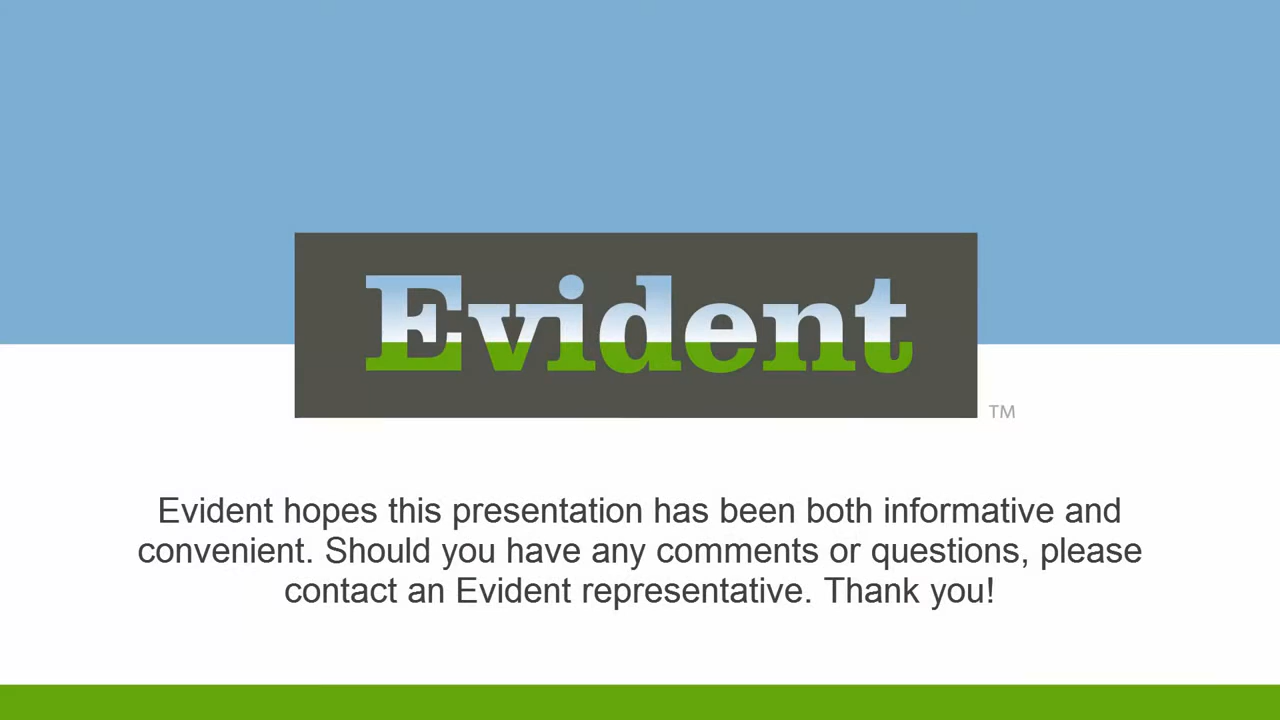 Evident
TM
Evident hopes this presentation has been both informative and
convenient. Should you have any comments or questions, please
contact an Evident representative. Thank you!